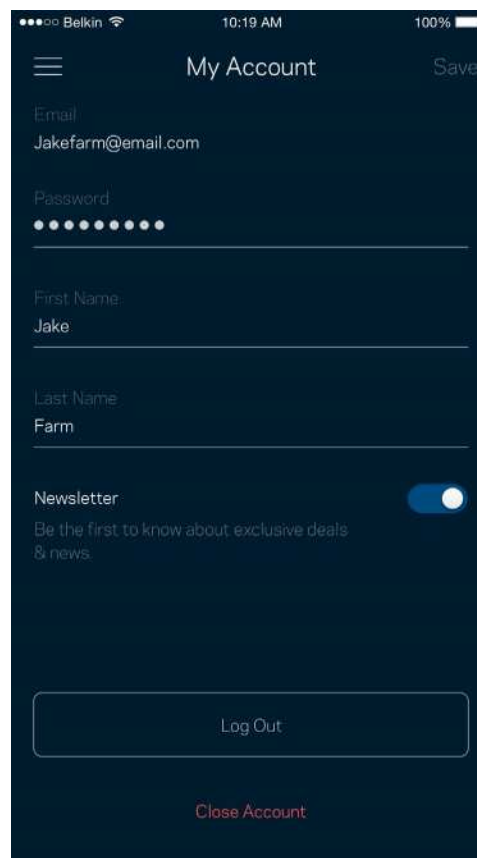 Belkin 10:19 AM 100%
My Account Save
Email
Jakefarm@email.com
Password
First Name
Jake
Last Name
Farm
Newsletter
Be the first to know about exclusive deals
& news.
Log Out
Close Account